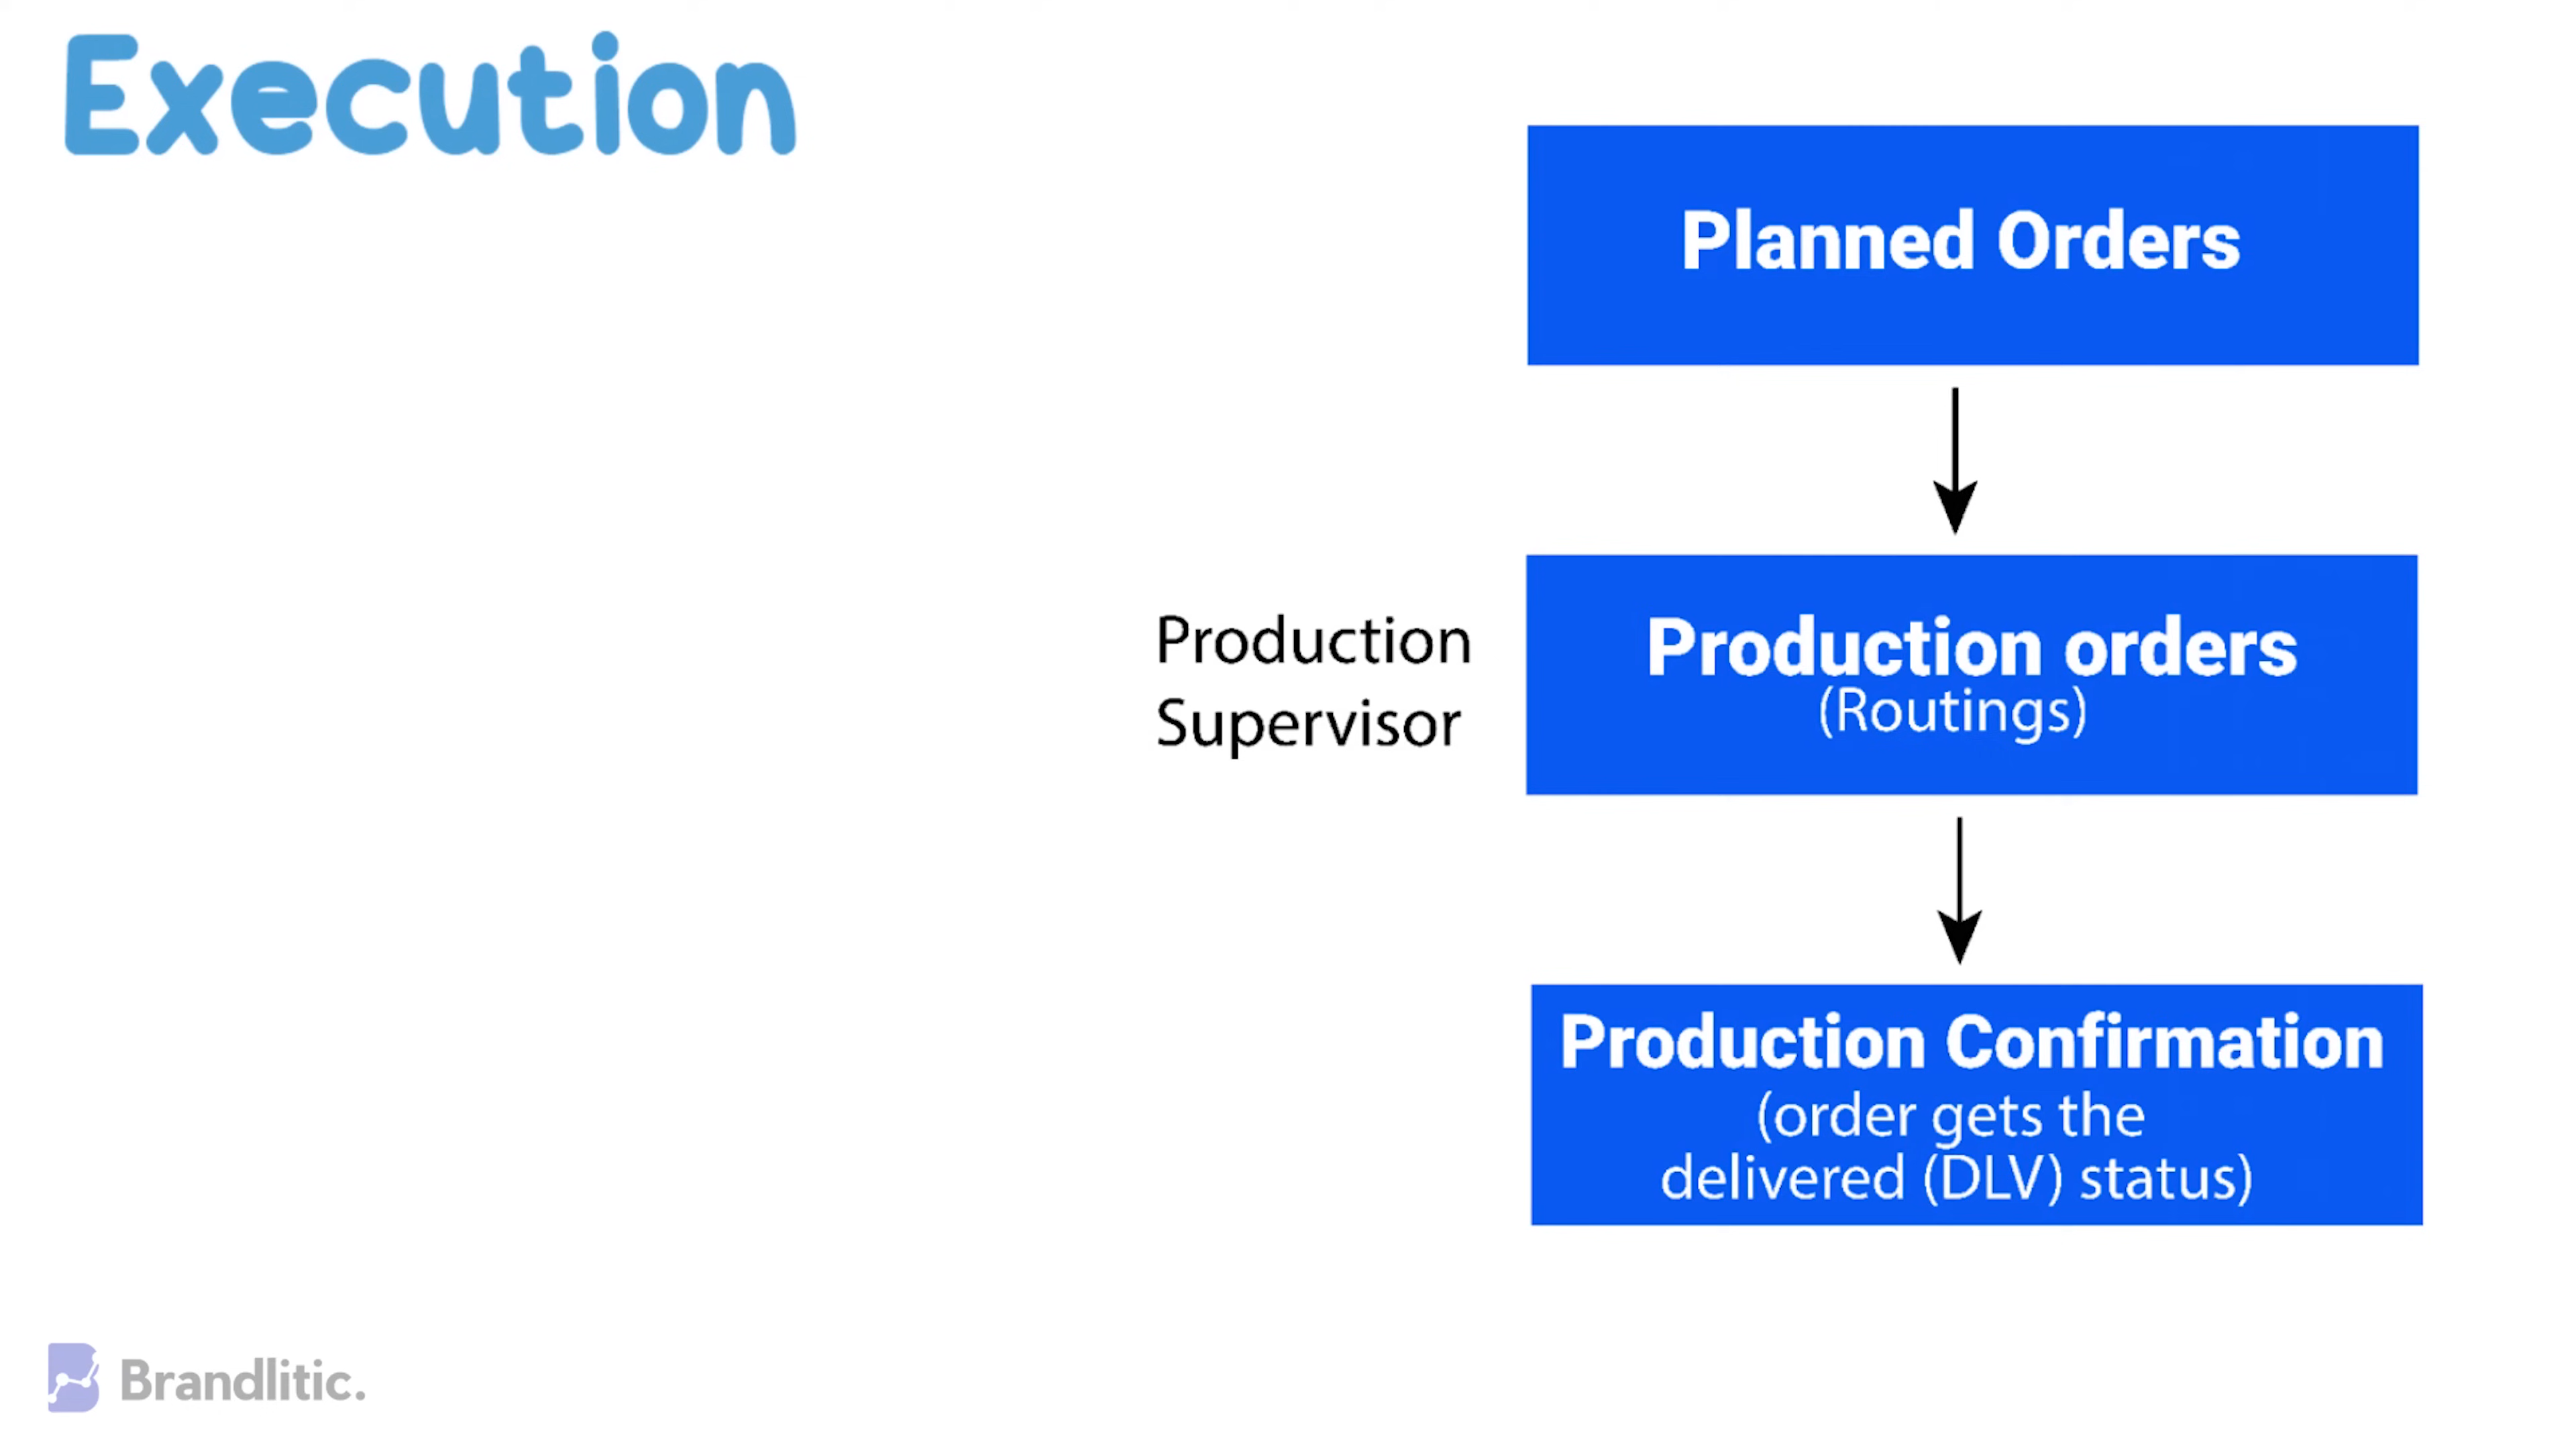 Execution
Planned Orders
Production
Supervisor
Production orders
(Routings)
Production Confirmation
(order gets the
delivered (DLV) status)
Brandlitic.